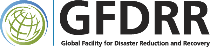 GFDRR
Global Facility for Disaster Reduction and Recovery